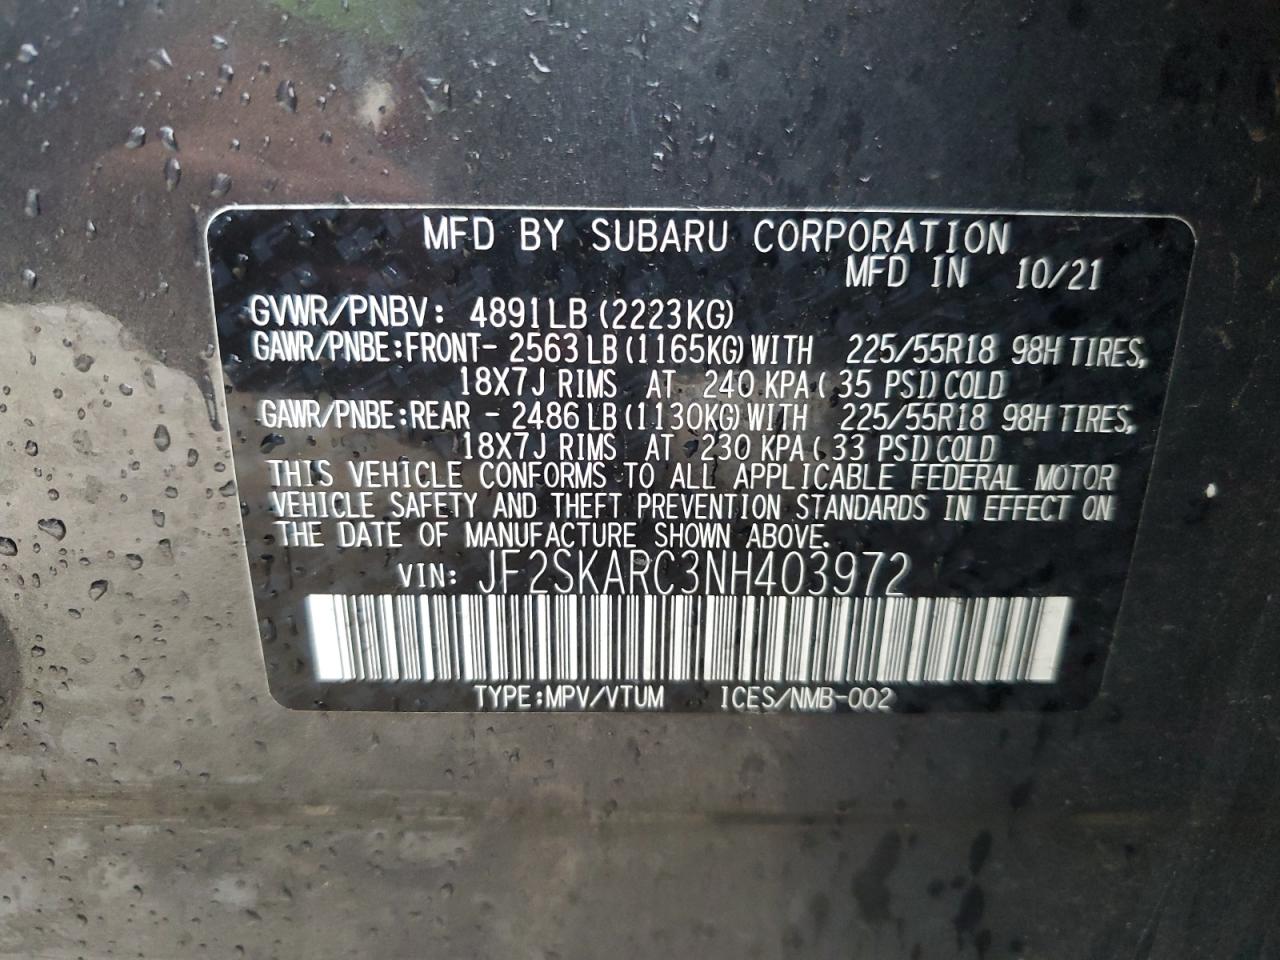 MFD BY SUBARU CORPORATION
MFD IN 10/21
GVWR/PNBV: 4891LB (2223KG)
GAWR/PNBE:FRONT- 2563 LB (1165KG) WITH 225/55R18 98H TIRES,
18X7J RIMS AT 240 KPA ( 35 PSI) COLD
GAWR/PNBE:REAR - 2486 LB (1130KG) WITH 225/55R18 98H TIRES,
18X7J RIMS AT 230 KPA ( 33 PSI) COLD
THIS VEHICLE CONFORMS TO ALL APPLICABLE FEDERAL MOTOR
VEHICLE SAFETY AND THEFT PREVENTION STANDARDS IN EFFECT ON
THE DATE OF MANUFACTURE SHOWN ABOVE.
VIN: JF2SKARC3NH403972
TYPE:MPV/VTUM ICES/NMB-002